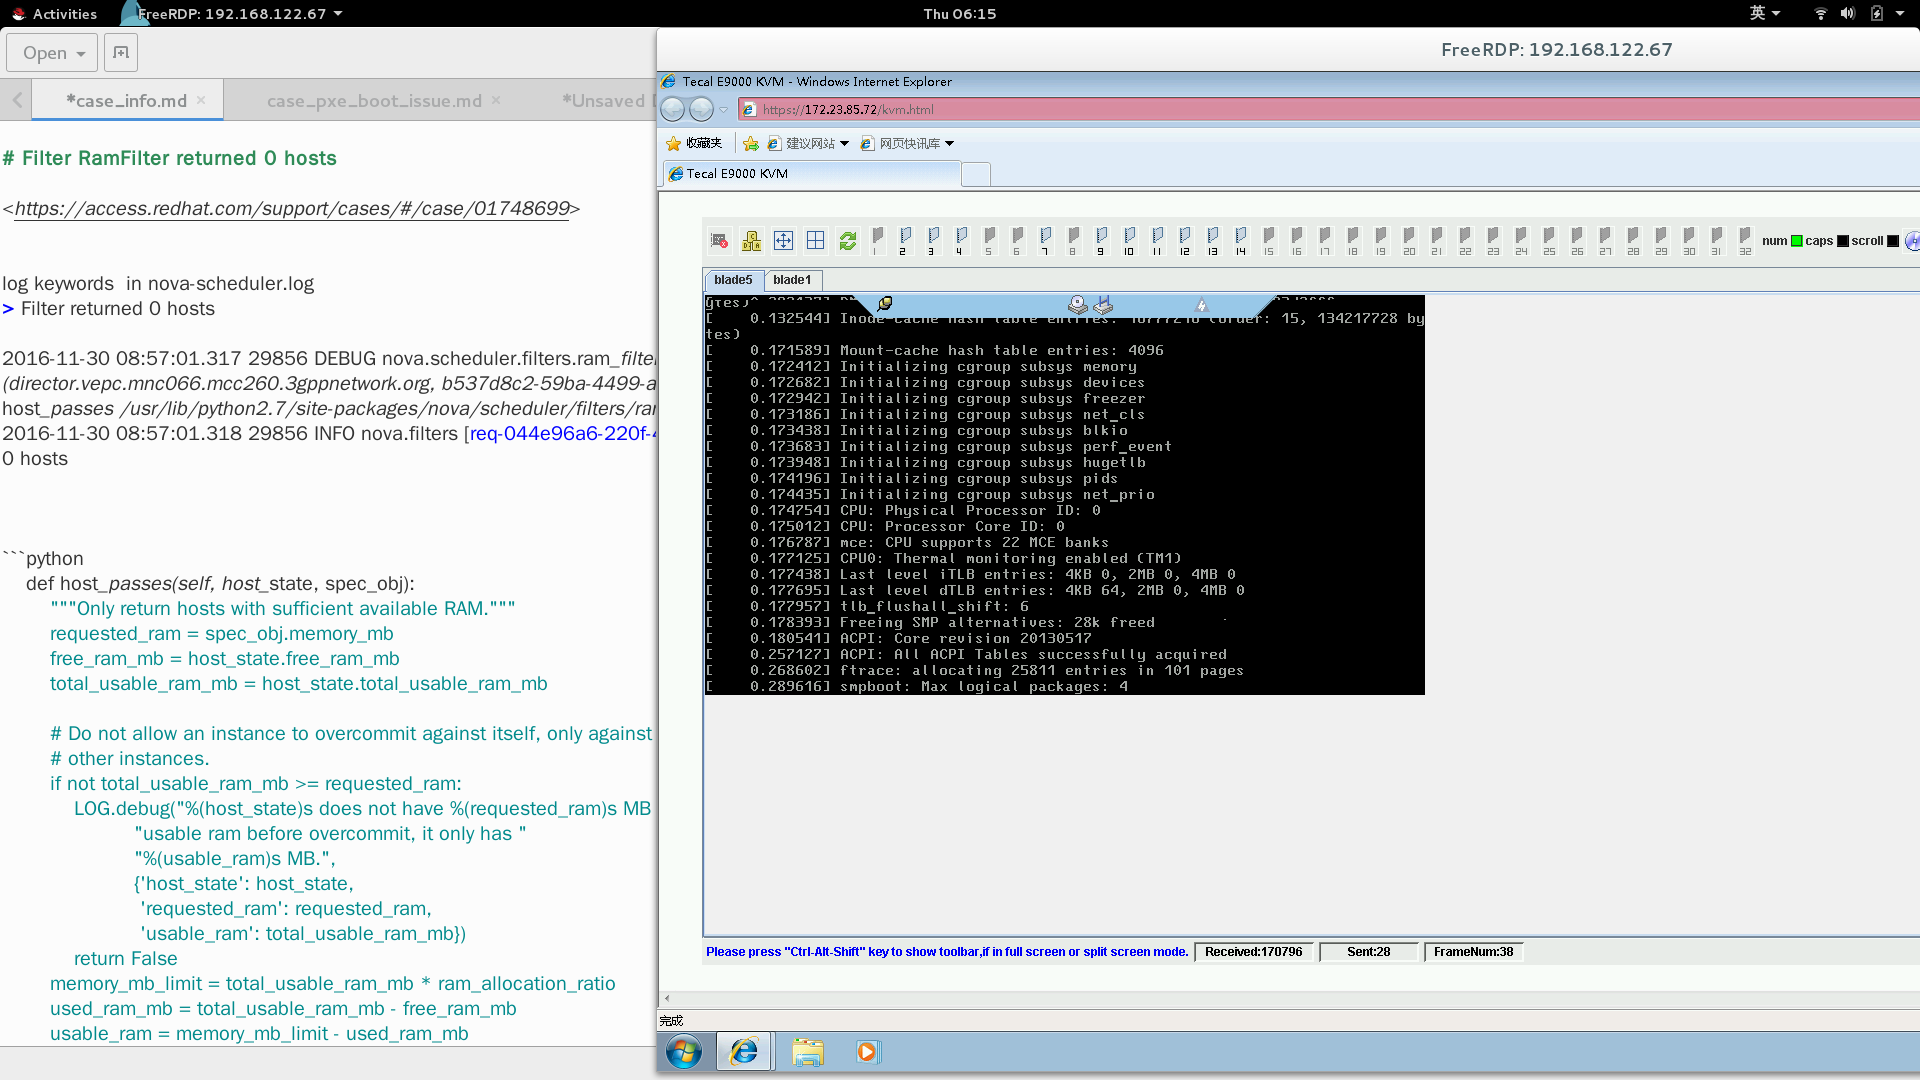 Activities
FreeRDP: 192.168.122.67
Thu 06:15
英
Open
*case_info.md
case_pxe_boot_issue.md
*Unsaved
# Filter RamFilter returned 0 hosts
<https://access.redhat.com/support/cases/#/case/01748699>
log keywords  in nova-scheduler.log
> Filter returned 0 hosts
2016-11-30 08:57:01.317 29856 DEBUG nova.scheduler.filters.ram_filte
(director.vepc.mnc066.mcc260.3gppnetwork.org, b537d8c2-59ba-4499-a
host_passes /usr/lib/python2.7/site-packages/nova/scheduler/filters/ra
2016-11-30 08:57:01.318 29856 INFO nova.filters [req-044e96a6-220f-
0 hosts
```python
def host_passes(self, host_state, spec_obj):
"""Only return hosts with sufficient available RAM."""
requested_ram = spec_obj.memory_mb
free_ram_mb = host_state.free_ram_mb
total_usable_ram_mb = host_state.total_usable_ram_mb
# Do not allow an instance to overcommit against itself, only against
# other instances.
if not total_usable_ram_mb >= requested_ram:
LOG.debug("%(host_state)s does not have %(requested_ram)s MB
"usable ram before overcommit, it only has "
"%(usable_ram)s MB.",
{'host_state': host_state,
'requested_ram': requested_ram,
'usable_ram': total_usable_ram_mb})
return False
memory_mb_limit = total_usable_ram_mb * ram_allocation_ratio
used_ram_mb = total_usable_ram_mb - free_ram_mb
usable_ram = memory_mb_limit - used_ram_mb
FreeRDP: 192.168.122.67
Tecal E9000 KVM - Windows Internet Explorer
https://172.23.85.72/kvm.html
收藏夹 建议网站 网页快讯库
Tecal E9000 KVM
1 2 3 4 5 6 7 8 9 10 11 12 13 14 15 16 17 18 19 20 21 22 23 24 25 26 27 28 29 30 31 32 num caps scroll
blade5 blade1
[    0.132544] Inode-cache hash table entries: 16777216 (order: 15, 134217728 by
tes)
[    0.171589] Mount-cache hash table entries: 4096
[    0.172412] Initializing cgroup subsys memory
[    0.172682] Initializing cgroup subsys devices
[    0.172942] Initializing cgroup subsys freezer
[    0.173186] Initializing cgroup subsys net_cls
[    0.173438] Initializing cgroup subsys blkio
[    0.173683] Initializing cgroup subsys perf_event
[    0.173948] Initializing cgroup subsys hugetlb
[    0.174196] Initializing cgroup subsys pids
[    0.174435] Initializing cgroup subsys net_prio
[    0.174754] CPU: Physical Processor ID: 0
[    0.175012] CPU: Processor Core ID: 0
[    0.176787] mce: CPU supports 22 MCE banks
[    0.177125] CPU0: Thermal monitoring enabled (TM1)
[    0.177438] Last level iTLB entries: 4KB 0, 2MB 0, 4MB 0
[    0.177695] Last level dTLB entries: 4KB 64, 2MB 0, 4MB 0
[    0.177957] tlb_flushall_shift: 6
[    0.178393] Freeing SMP alternatives: 28k freed
[    0.180541] ACPI: Core revision 20130517
[    0.257127] ACPI: All ACPI Tables successfully acquired
[    0.268602] ftrace: allocating 25811 entries in 101 pages
[    0.289616] smpboot: Max logical packages: 4
Please press "Ctrl-Alt-Shift" key to show toolbar,if in full screen or split screen mode. Received:170796 Sent:28 FrameNum:38
完成